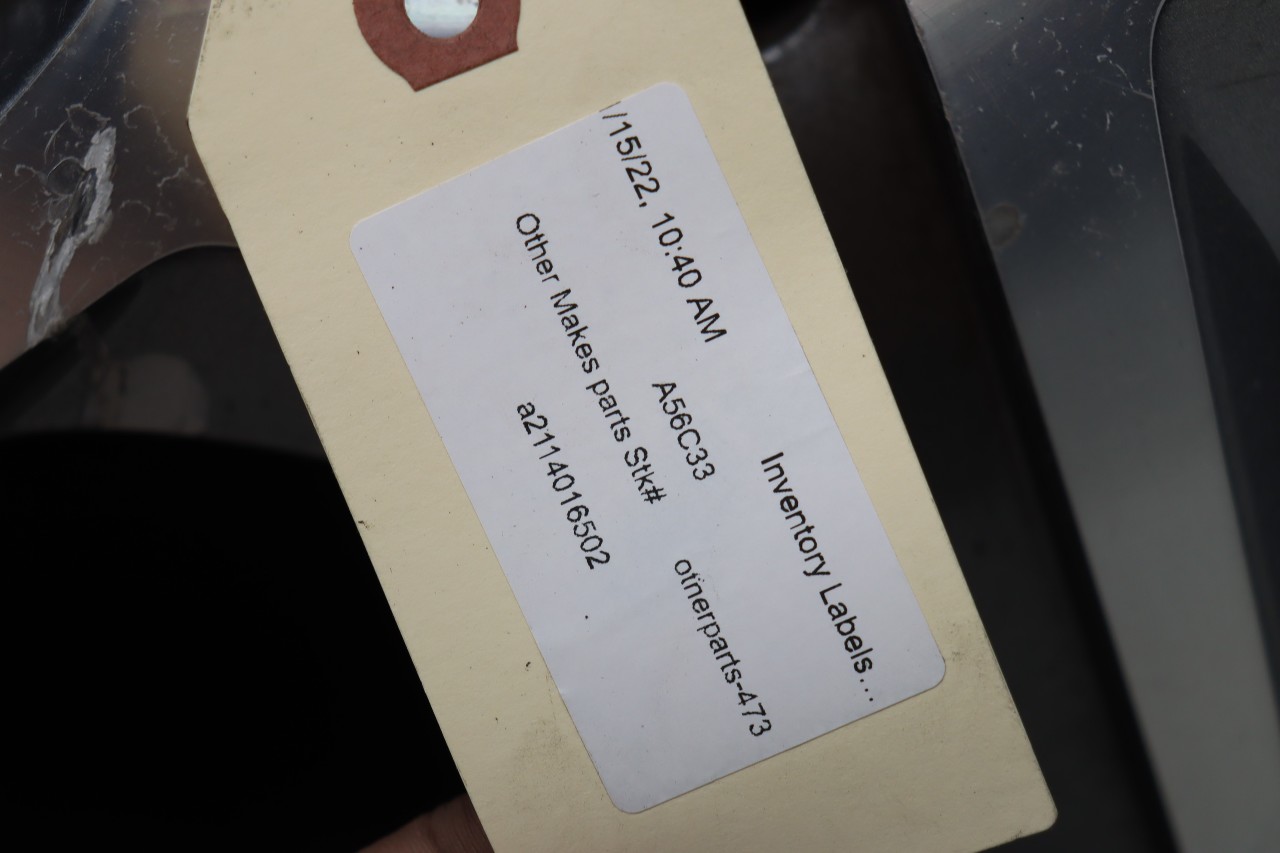 /15/22, 10:40 AM
Inventory Labels...
A56C33
otherparts-473
Other Makes parts Stk#
a2114016502